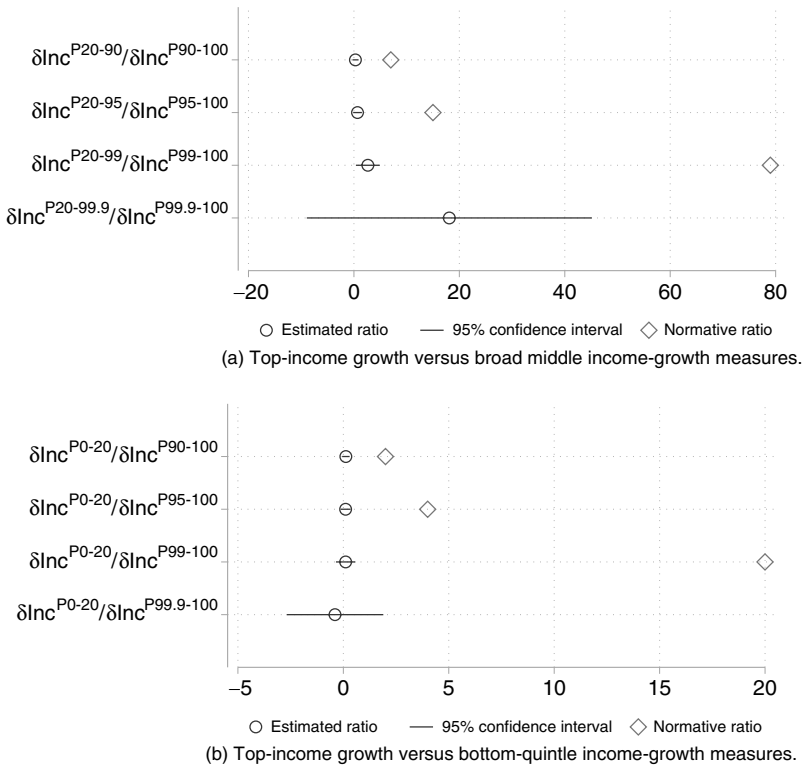 δInc^P20-90/δInc^P90-100
δInc^P20-95/δInc^P95-100
δInc^P20-99/δInc^P99-100
δInc^P20-99.9/δInc^P99.9-100
−20 0 20 40 60 80
Estimated ratio 95% confidence interval Normative ratio
(a) Top-income growth versus broad middle income-growth measures.
δInc^P0-20/δInc^P90-100
δInc^P0-20/δInc^P95-100
δInc^P0-20/δInc^P99-100
δInc^P0-20/δInc^P99.9-100
−5 0 5 10 15 20
Estimated ratio 95% confidence interval Normative ratio
(b) Top-income growth versus bottom-quintle income-growth measures.